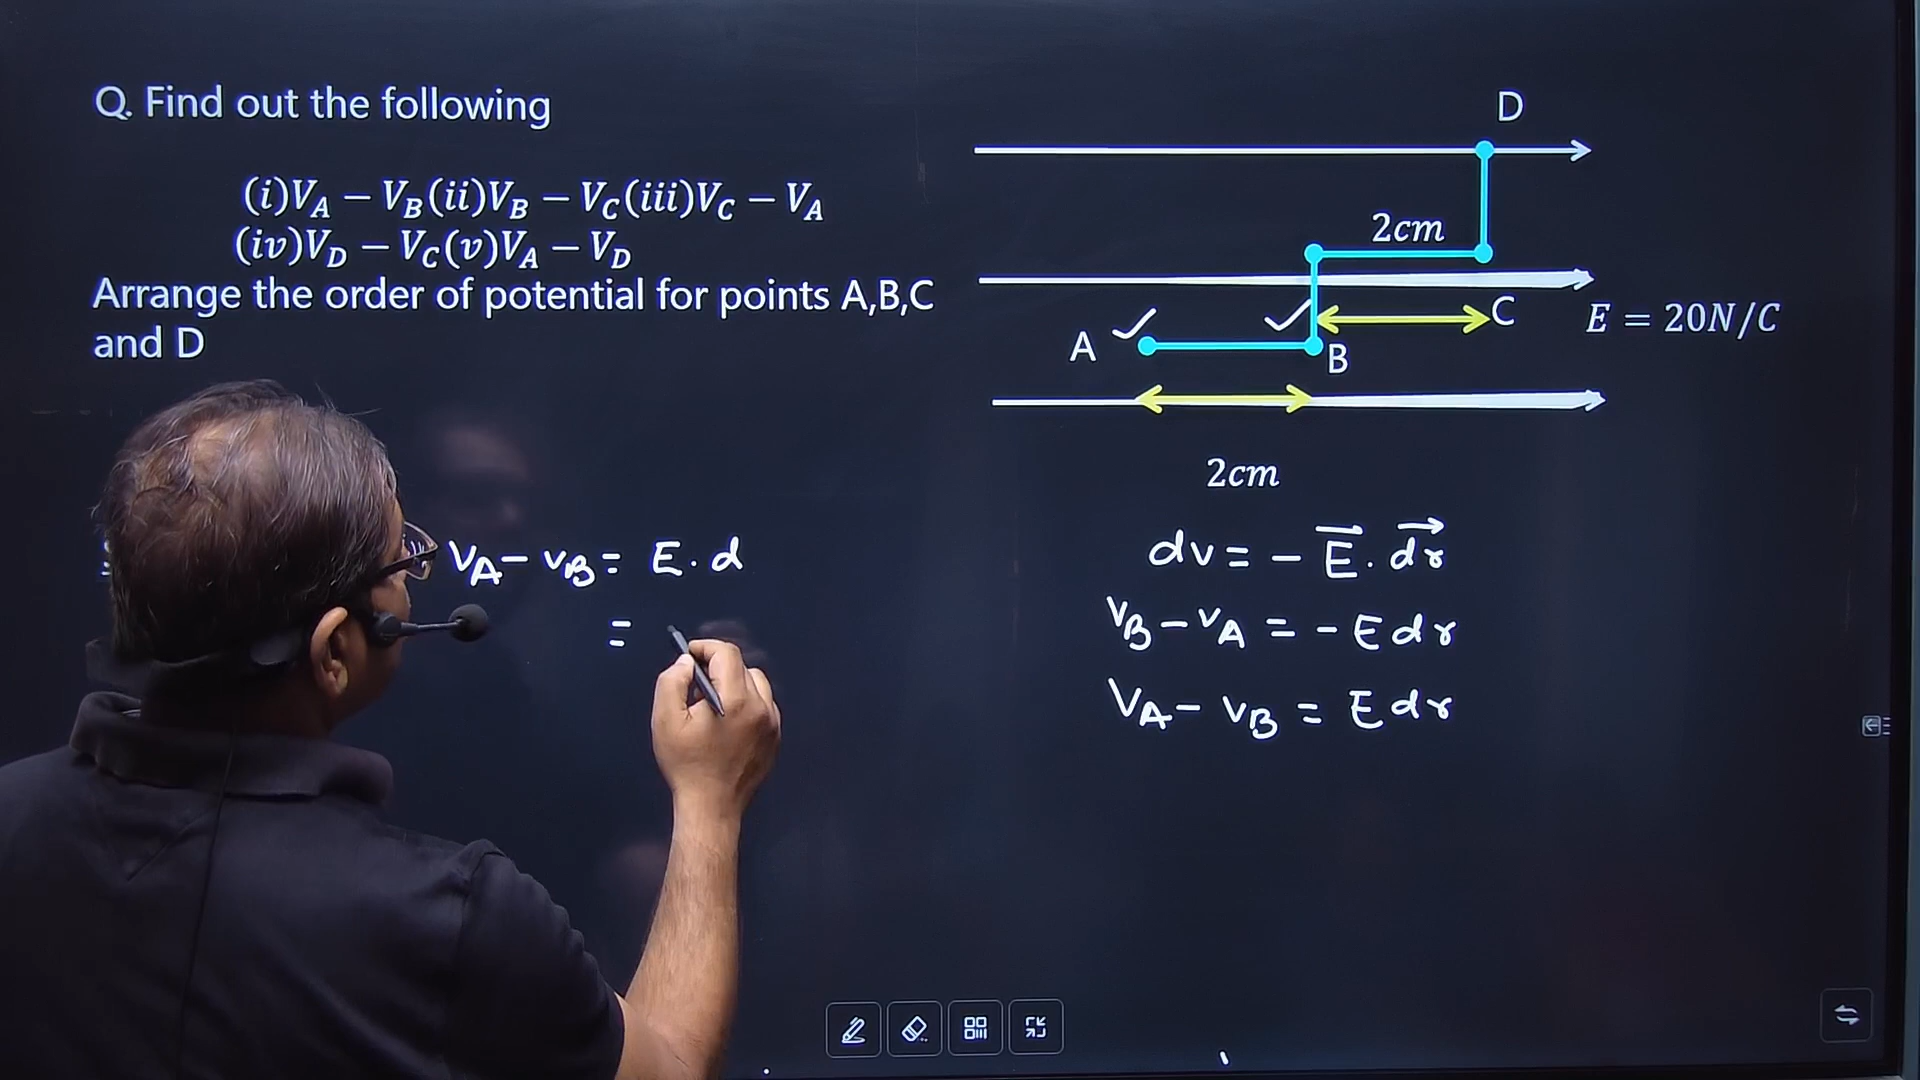 Q. Find out the following
(i)V_A − V_B(ii)V_B − V_C(iii)V_C − V_A
(iv)V_D − V_C(v)V_A − V_D
Arrange the order of potential for points A,B,C
and D
D
2cm
C
E = 20N/C
A
B
2cm
V_A − V_B = E . d
=
dv = − E . dr
V_B − V_A = − E dr
V_A − V_B = E dr